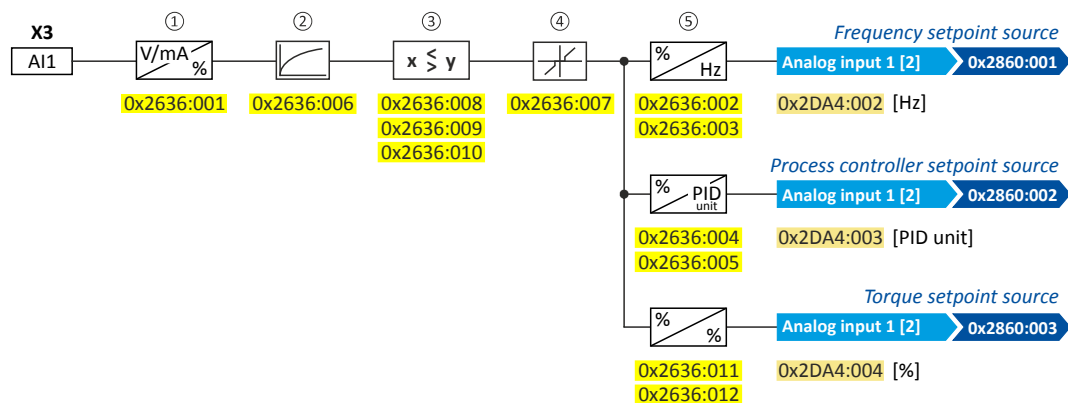 ① ② ③ ④ ⑤
X3
AI1
V/mA %
x ≶ y
% Hz
Frequency setpoint source
Analog input 1 [2] 0x2860:001
0x2636:001
0x2636:006
0x2636:008
0x2636:009
0x2636:010
0x2636:007
0x2636:002
0x2636:003
0x2DA4:002 [Hz]
Process controller setpoint source
% PID unit
Analog input 1 [2] 0x2860:002
0x2636:004
0x2636:005
0x2DA4:003 [PID unit]
Torque setpoint source
% %
Analog input 1 [2] 0x2860:003
0x2636:011
0x2636:012
0x2DA4:004 [%]